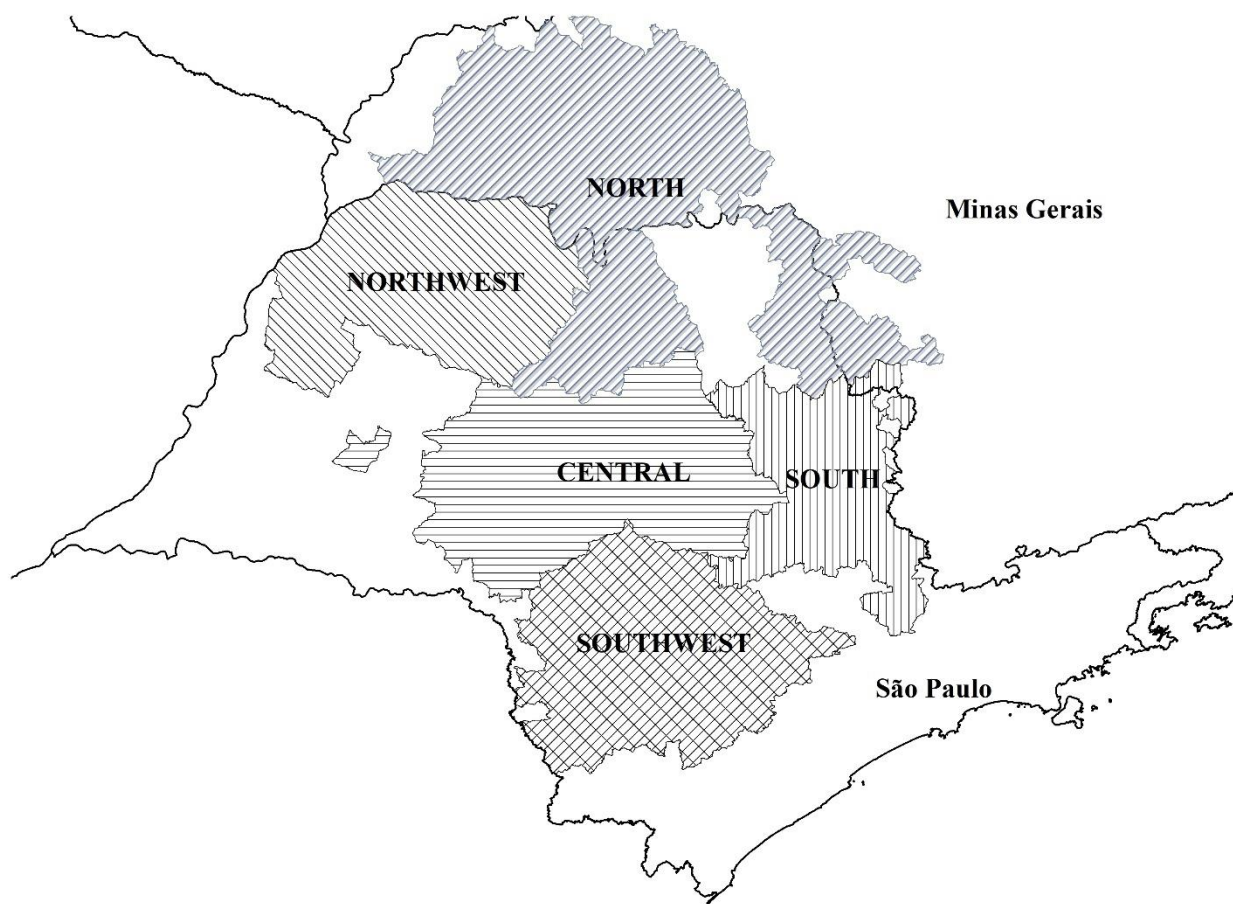 NORTH
Minas Gerais
NORTHWEST
CENTRAL
SOUTH
SOUTHWEST
São Paulo